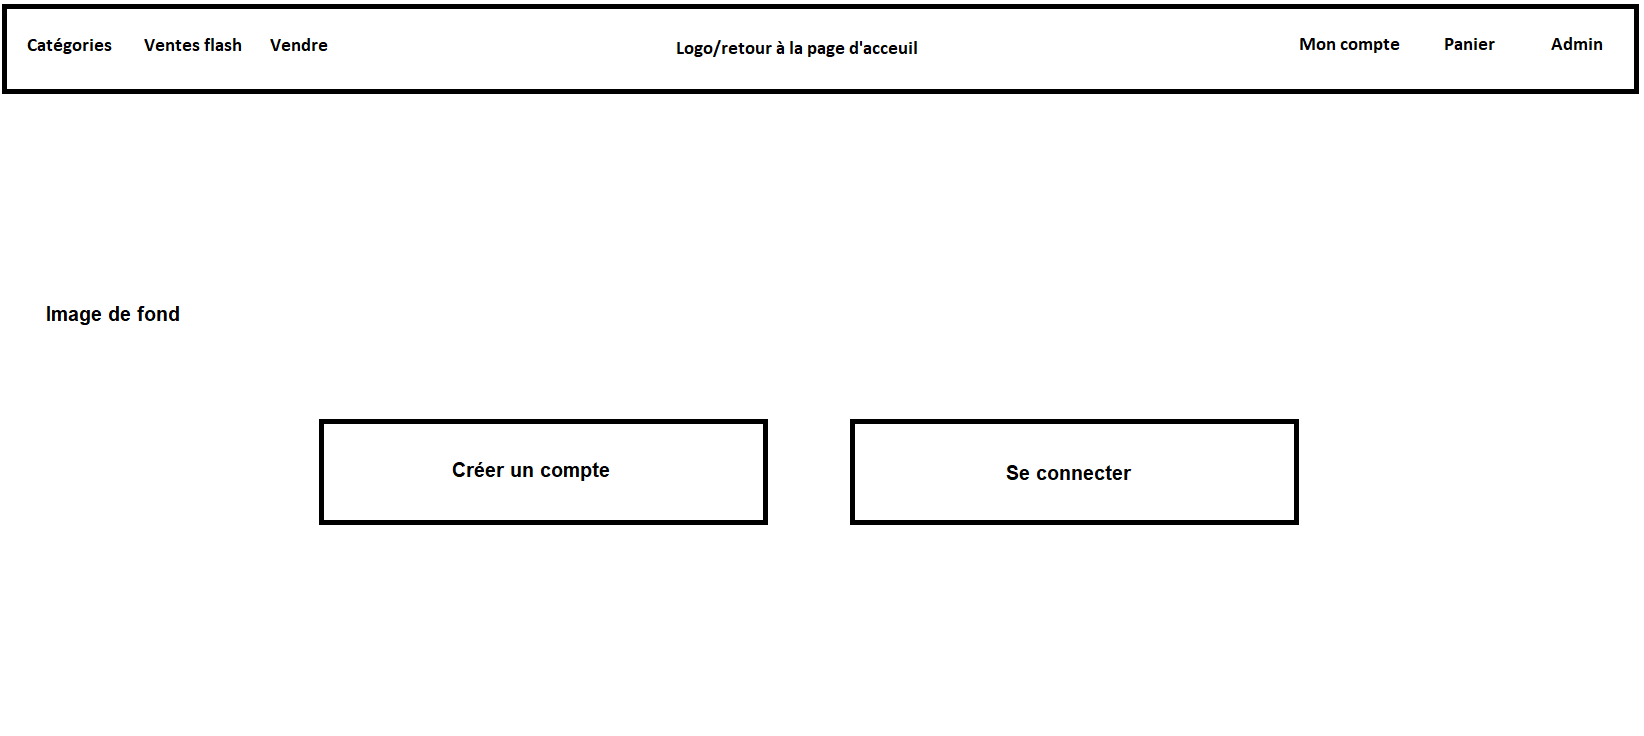 Catégories Ventes flash Vendre Logo/retour à la page d'acceuil Mon compte Panier Admin
Image de fond
Créer un compte Se connecter